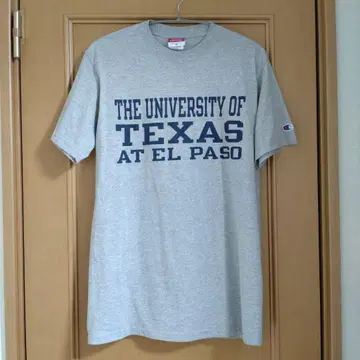 THE UNIVERSITY OF
TEXAS
AT EL PASO